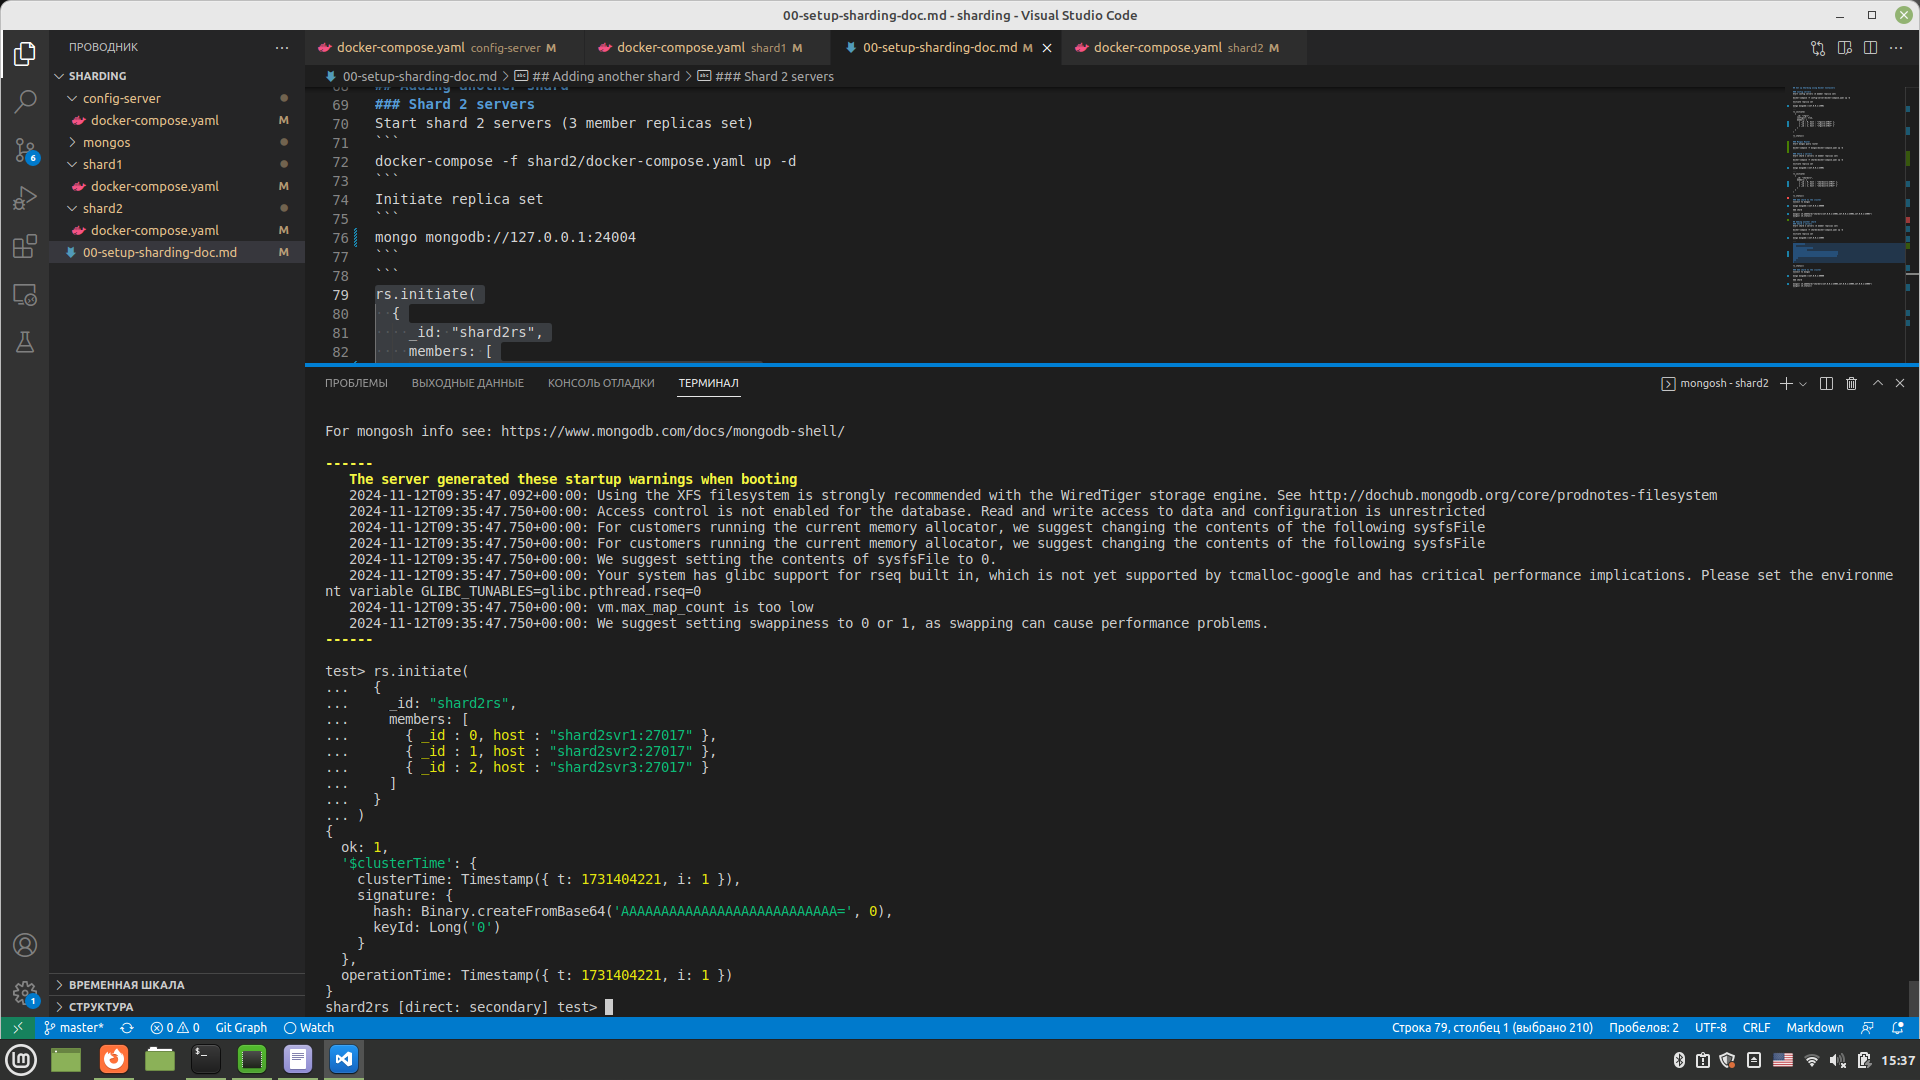 00-setup-sharding-doc.md - sharding - Visual Studio Code
ПРОВОДНИК
SHARDING
config-server
docker-compose.yaml M
mongos
shard1
docker-compose.yaml M
shard2
docker-compose.yaml M
00-setup-sharding-doc.md M
6
1
ВРЕМЕННАЯ ШКАЛА
СТРУКТУРА
docker-compose.yaml config-server M
docker-compose.yaml shard1 M
00-setup-sharding-doc.md M
docker-compose.yaml shard2 M
00-setup-sharding-doc.md > ## Adding another shard > ### Shard 2 servers
68 ## Adding another shard
69 ### Shard 2 servers
70 Start shard 2 servers (3 member replicas set)
71 ```
72 docker-compose -f shard2/docker-compose.yaml up -d
73 ```
74 Initiate replica set
75 ```
76 mongo mongodb://127.0.0.1:24004
77 ```
78 ```
79 rs.initiate(
80 {
81 _id: "shard2rs",
82 members: [
ПРОБЛЕМЫ ВЫХОДНЫЕ ДАННЫЕ КОНСОЛЬ ОТЛАДКИ ТЕРМИНАЛ
mongosh - shard2
For mongosh info see: https://www.mongodb.com/docs/mongodb-shell/
------
The server generated these startup warnings when booting
2024-11-12T09:35:47.092+00:00: Using the XFS filesystem is strongly recommended with the WiredTiger storage engine. See http://dochub.mongodb.org/core/prodnotes-filesystem
2024-11-12T09:35:47.750+00:00: Access control is not enabled for the database. Read and write access to data and configuration is unrestricted
2024-11-12T09:35:47.750+00:00: For customers running the current memory allocator, we suggest changing the contents of the following sysfsFile
2024-11-12T09:35:47.750+00:00: For customers running the current memory allocator, we suggest changing the contents of the following sysfsFile
2024-11-12T09:35:47.750+00:00: We suggest setting the contents of sysfsFile to 0.
2024-11-12T09:35:47.750+00:00: Your system has glibc support for rseq built in, which is not yet supported by tcmalloc-google and has critical performance implications. Please set the environme
nt variable GLIBC_TUNABLES=glibc.pthread.rseq=0
2024-11-12T09:35:47.750+00:00: vm.max_map_count is too low
2024-11-12T09:35:47.750+00:00: We suggest setting swappiness to 0 or 1, as swapping can cause performance problems.
------
test> rs.initiate(
... {
... _id: "shard2rs",
... members: [
... { _id : 0, host : "shard2svr1:27017" },
... { _id : 1, host : "shard2svr2:27017" },
... { _id : 2, host : "shard2svr3:27017" }
... ]
... }
... )
{
ok: 1,
'$clusterTime': {
clusterTime: Timestamp({ t: 1731404221, i: 1 }),
signature: {
hash: Binary.createFromBase64('AAAAAAAAAAAAAAAAAAAAAAAAAAA=', 0),
keyId: Long('0')
}
},
operationTime: Timestamp({ t: 1731404221, i: 1 })
}
shard2rs [direct: secondary] test>
master* 0 0 Git Graph Watch
Строка 79, столбец 1 (выбрано 210) Пробелов: 2 UTF-8 CRLF Markdown
15:37